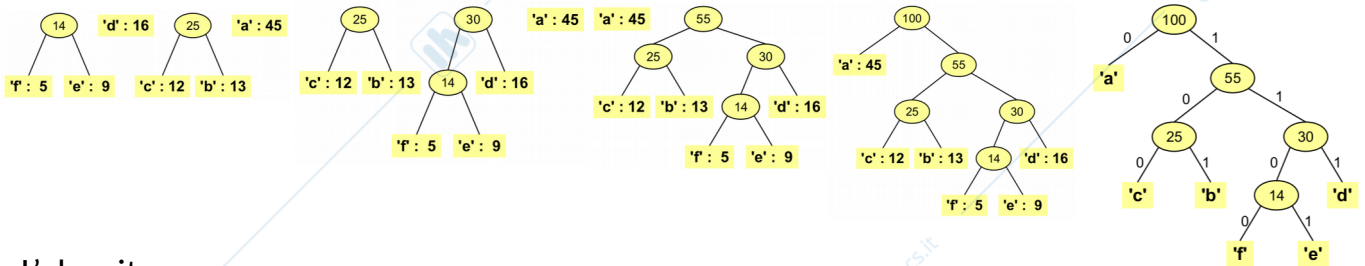 14 'd' : 16 25 'a' : 45
'f' : 5 'e' : 9 'c' : 12 'b' : 13
25 30 'a' : 45
'c' : 12 'b' : 13 14 'd' : 16
'f' : 5 'e' : 9
'a' : 45 55
25 30
'c' : 12 'b' : 13 14 'd' : 16
'f' : 5 'e' : 9
100
'a' : 45 55
25 30
'c' : 12 'b' : 13 14 'd' : 16
'f' : 5 'e' : 9
100
0 1
'a' 55
0 1
25 30
0 1 0 1
'c' 'b' 14 'd'
0 1
'f' 'e'